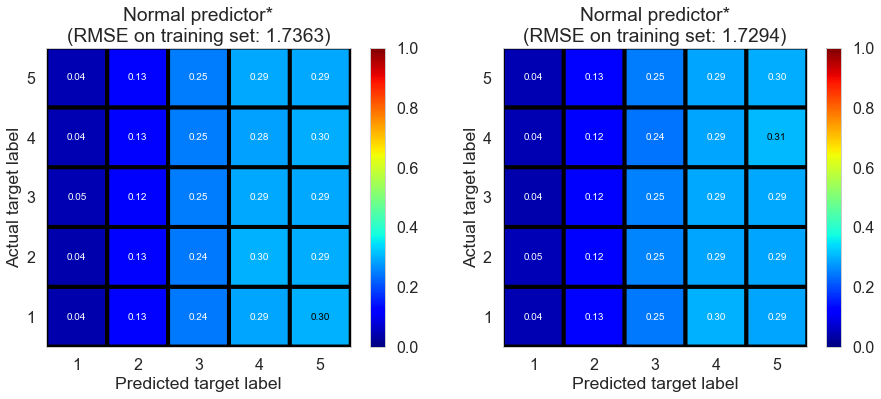 Normal predictor*
(RMSE on training set: 1.7363)
Actual target label
5 0.04 0.13 0.25 0.29 0.29
4 0.04 0.13 0.25 0.28 0.30
3 0.05 0.12 0.25 0.29 0.29
2 0.04 0.13 0.24 0.30 0.29
1 0.04 0.13 0.24 0.29 0.30
1 2 3 4 5
Predicted target label
1.0
0.8
0.6
0.4
0.2
0.0
Normal predictor*
(RMSE on training set: 1.7294)
Actual target label
5 0.04 0.13 0.25 0.29 0.30
4 0.04 0.12 0.24 0.29 0.31
3 0.04 0.12 0.25 0.29 0.29
2 0.05 0.12 0.25 0.29 0.29
1 0.04 0.13 0.25 0.30 0.29
1 2 3 4 5
Predicted target label
1.0
0.8
0.6
0.4
0.2
0.0